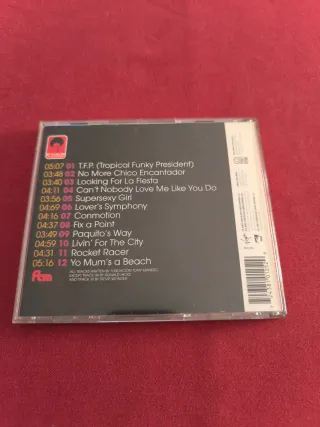 05:07 01 T.F.P. (Trapical Funky President)
03:48 02 No More Chico Encantador
03:40 03 Looking For La Fiesta
04:11 04 Can't Nobody Love Me Like You Do
03:56 05 Supersexy Girl
04:69 06 Lover's Symphony
04:16 07 Conmotion
04:38 08 Fix a Point
03:49 09 Paquito's Way
04:59 10 Livin' For The City
04:31 11 Rocket Racer
05:16 12 Yo Mum's a Beach